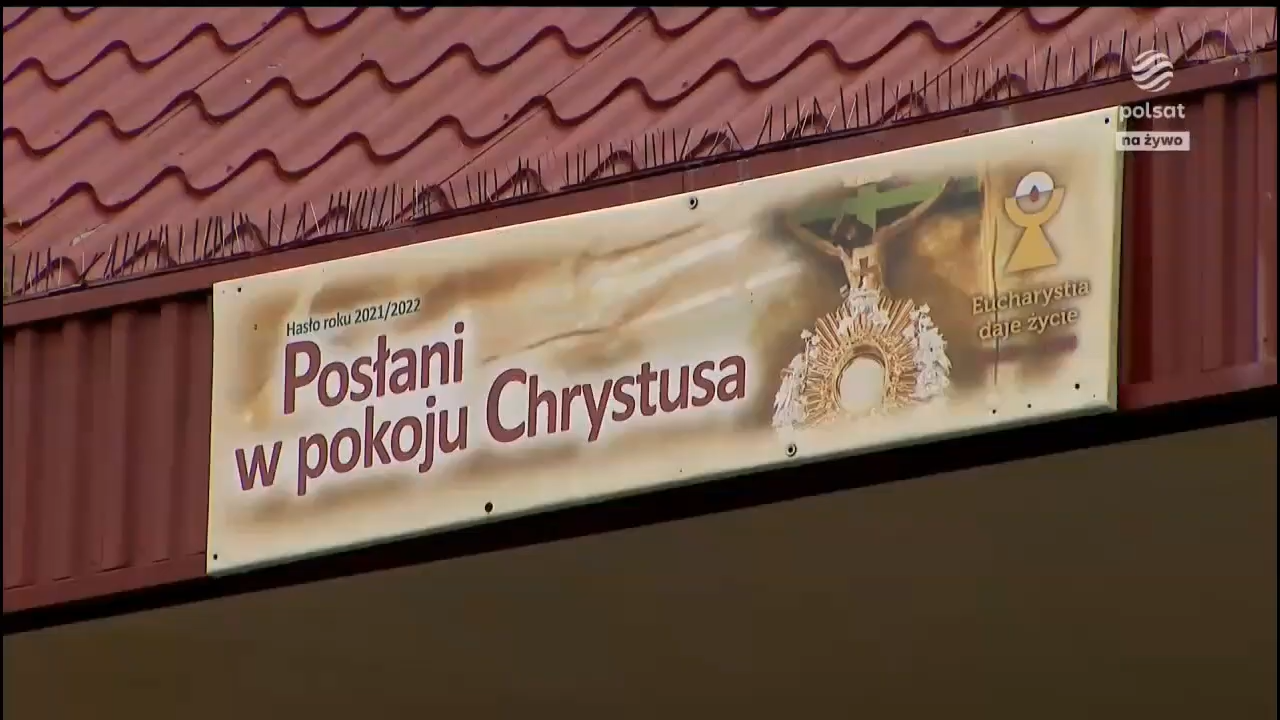 polsat
na żywo
Hasło roku 2021/2022
Posłani
w pokoju Chrystusa
Eucharystia
daje życie